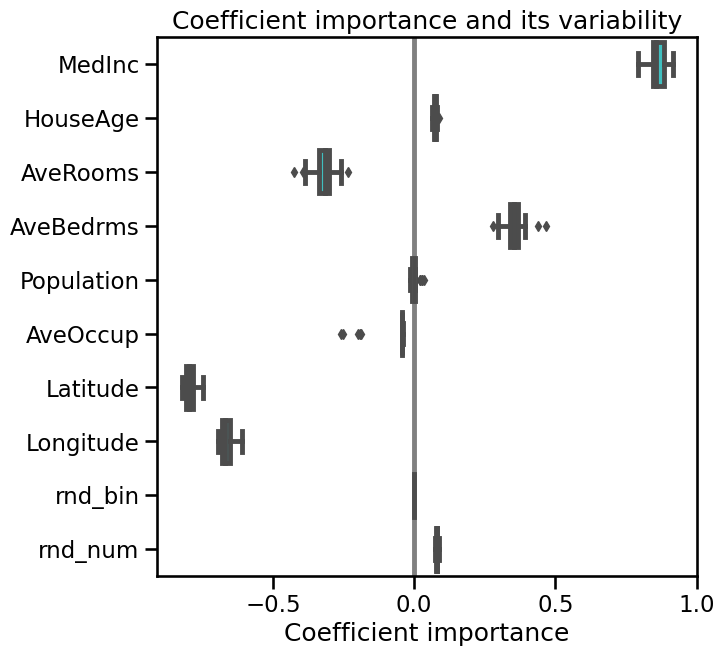 Coefficient importance and its variability
MedInc
HouseAge
AveRooms
AveBedrms
Population
AveOccup
Latitude
Longitude
rnd_bin
rnd_num
−0.5 0.0 0.5 1.0
Coefficient importance